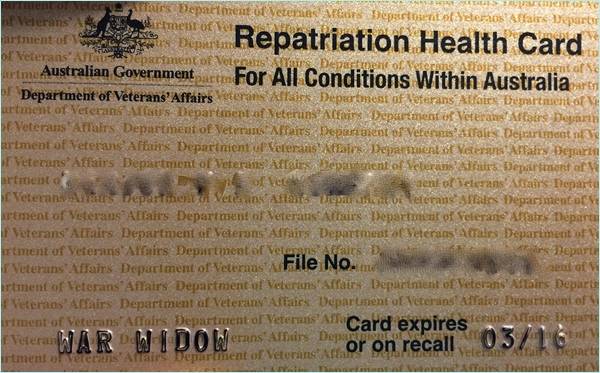 Repatriation Health Card
Australian Government
For All Conditions Within Australia
Department of Veterans' Affairs
File No.
WAR WIDOW
Card expires
or on recall
03/16